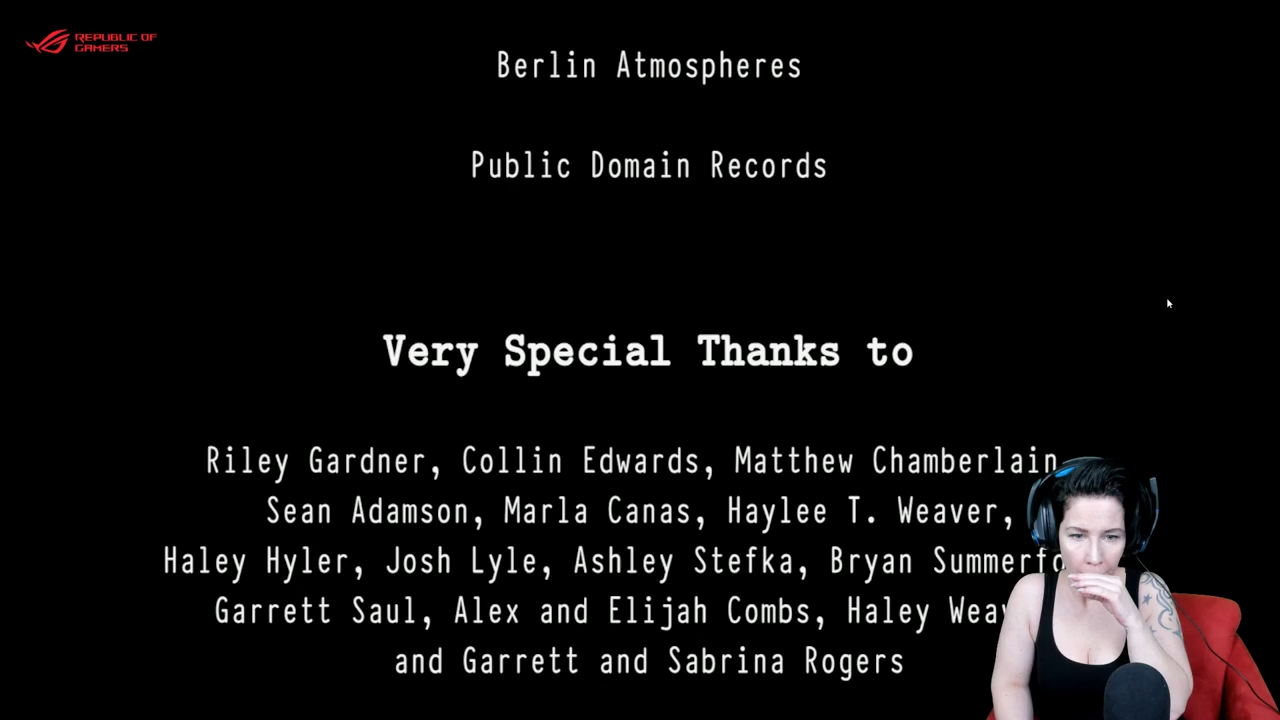 REPUBLIC OF
GAMERS
Berlin Atmospheres
Public Domain Records
Very Special Thanks to
Riley Gardner, Collin Edwards, Matthew Chamberlain
Sean Adamson, Marla Canas, Haylee T. Weaver,
Haley Hyler, Josh Lyle, Ashley Stefka, Bryan
Garrett Saul, Alex and Elijah Combs, Haley
and Garrett and Sabrina Rogers